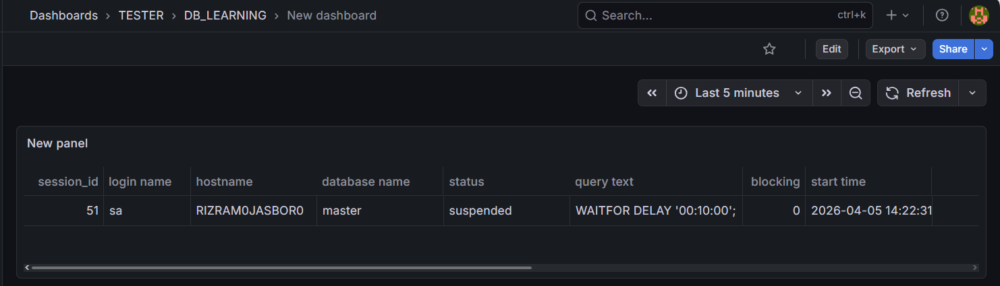 Dashboards › TESTER › DB_LEARNING › New dashboard Search... ctrl+k
Edit Export Share
Last 5 minutes Refresh
New panel
session_id login name hostname database name status query text blocking start time
51 sa RIZRAM0JASBOR0 master suspended WAITFOR DELAY '00:10:00'; 0 2026-04-05 14:22:31